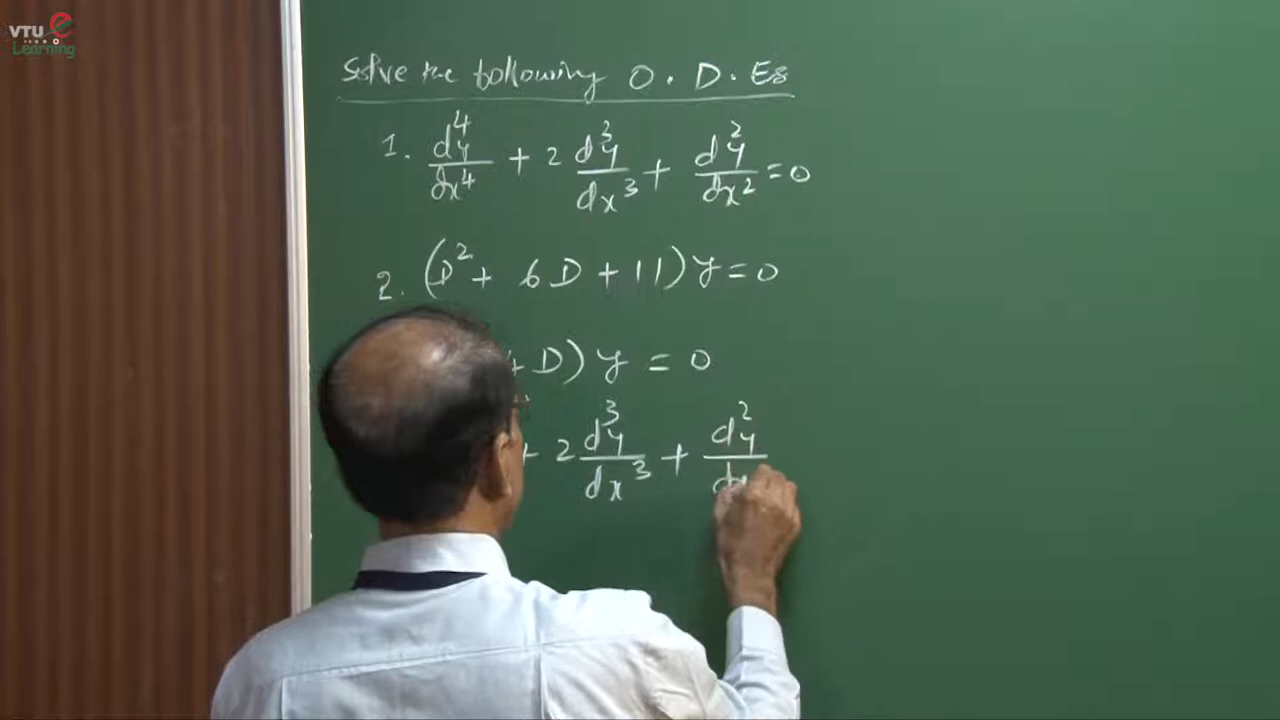 VTU e
Learning
Solve the following O.D.Es
1. d⁴y/dx⁴ + 2 d³y/dx³ + d²y/dx² = 0
2. (D² + 6D + 11) y = 0
+ D) y = 0
+ 2 d³y/dx³ + d²y/dx